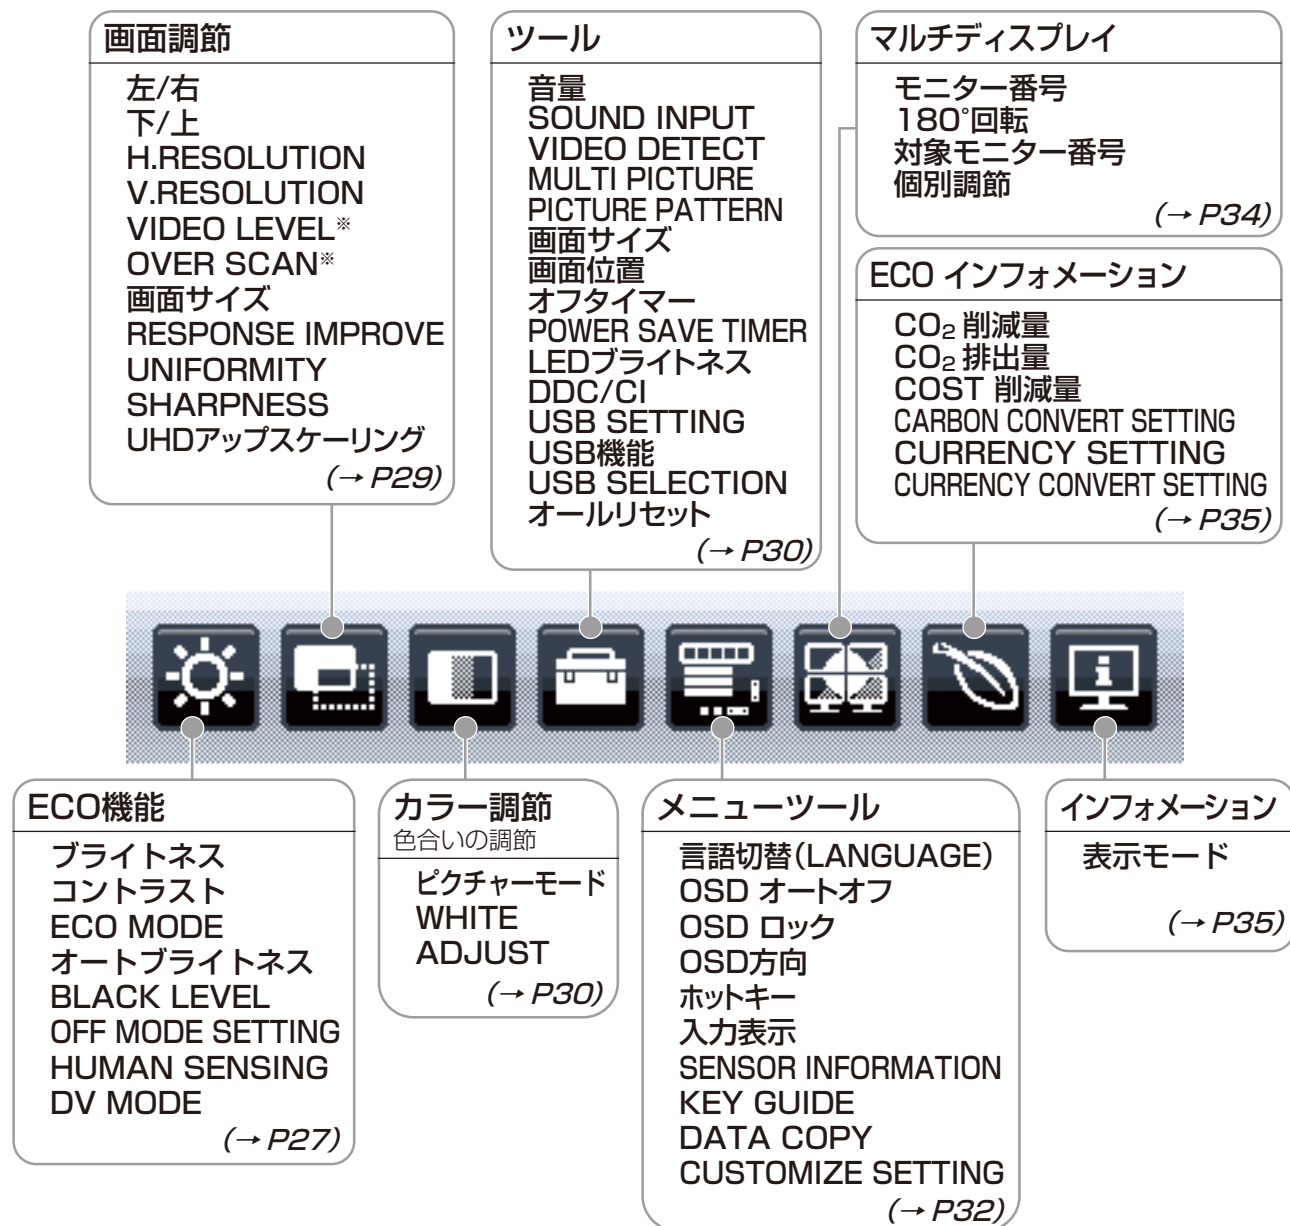 画面調節
左/右
下/上
H.RESOLUTION
V.RESOLUTION
VIDEO LEVEL※
OVER SCAN※
画面サイズ
RESPONSE IMPROVE
UNIFORMITY
SHARPNESS
UHDアップスケーリング
(→ P29)
ツール
音量
SOUND INPUT
VIDEO DETECT
MULTI PICTURE
PICTURE PATTERN
画面サイズ
画面位置
オフタイマー
POWER SAVE TIMER
LEDブライトネス
DDC/CI
USB SETTING
USB機能
USB SELECTION
オールリセット
(→ P30)
マルチディスプレイ
モニター番号
180°回転
対象モニター番号
個別調節
(→ P34)
ECO インフォメーション
CO₂ 削減量
CO₂ 排出量
COST 削減量
CARBON CONVERT SETTING
CURRENCY SETTING
CURRENCY CONVERT SETTING
(→ P35)
ECO機能
ブライトネス
コントラスト
ECO MODE
オートブライトネス
BLACK LEVEL
OFF MODE SETTING
HUMAN SENSING
DV MODE
(→ P27)
カラー調節
色合いの調節
ピクチャーモード
WHITE
ADJUST
(→ P30)
メニューツール
言語切替(LANGUAGE)
OSD オートオフ
OSD ロック
OSD方向
ホットキー
入力表示
SENSOR INFORMATION
KEY GUIDE
DATA COPY
CUSTOMIZE SETTING
(→ P32)
インフォメーション
表示モード
(→ P35)